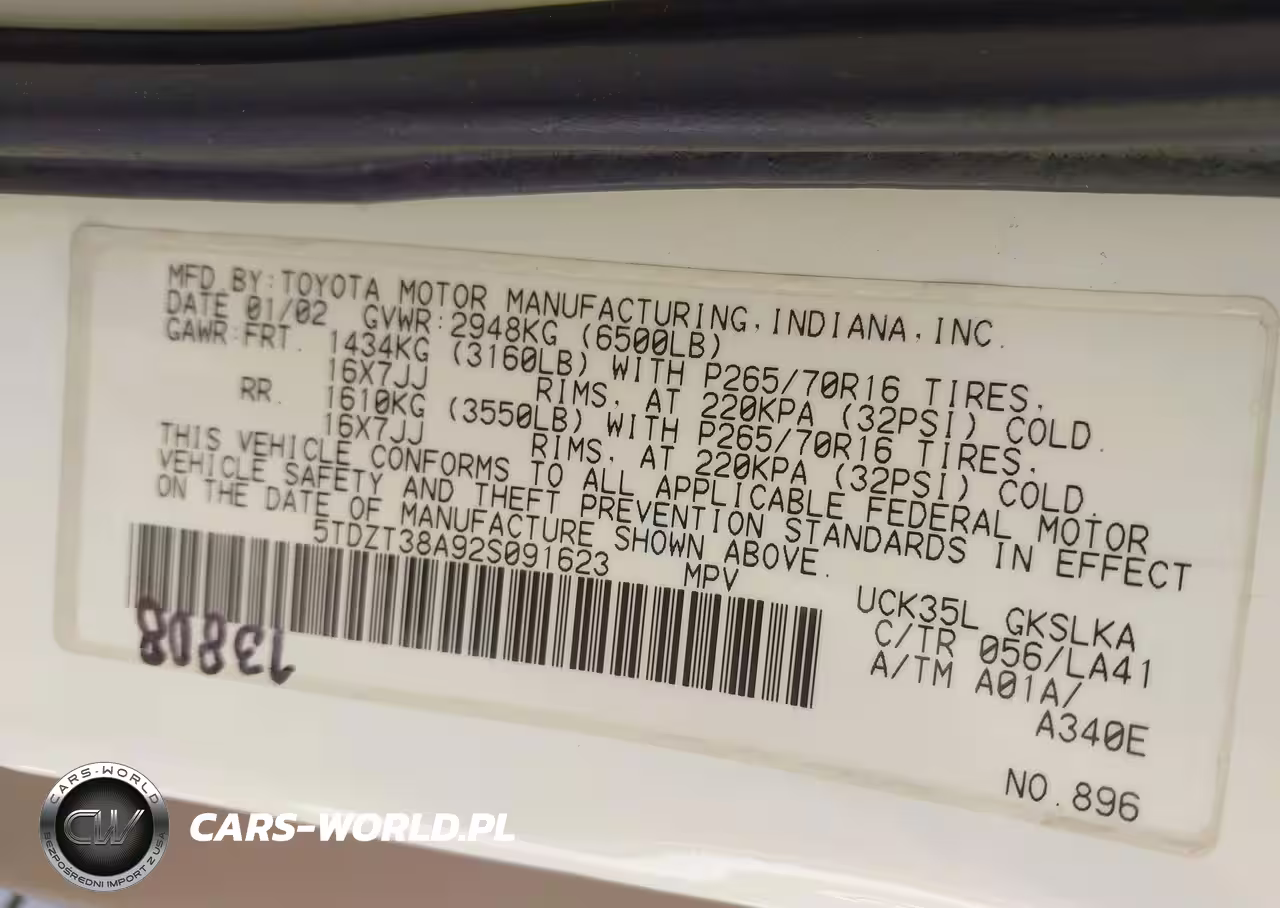 MFD.BY:TOYOTA MOTOR MANUFACTURING,INDIANA,INC.
DATE 01/02 GVWR:2948KG (6500LB)
GAWR:FRT. 1434KG (3160LB) WITH P265/70R16 TIRES,
16X7JJ RIMS, AT 220KPA (32PSI) COLD.
RR. 1610KG (3550LB) WITH P265/70R16 TIRES,
16X7JJ RIMS, AT 220KPA (32PSI) COLD.
THIS VEHICLE CONFORMS TO ALL APPLICABLE FEDERAL MOTOR
VEHICLE SAFETY AND THEFT PREVENTION STANDARDS IN EFFECT
ON THE DATE OF MANUFACTURE SHOWN ABOVE.
5TDZT38A92S091623 MPV
UCK35L GKSLKA
C/TR 056/LA41
A/TM A01A/
A340E
NO.896
13808
CARS-WORLD
CW
BEZPOŚREDNI IMPORT Z USA
CARS-WORLD.PL